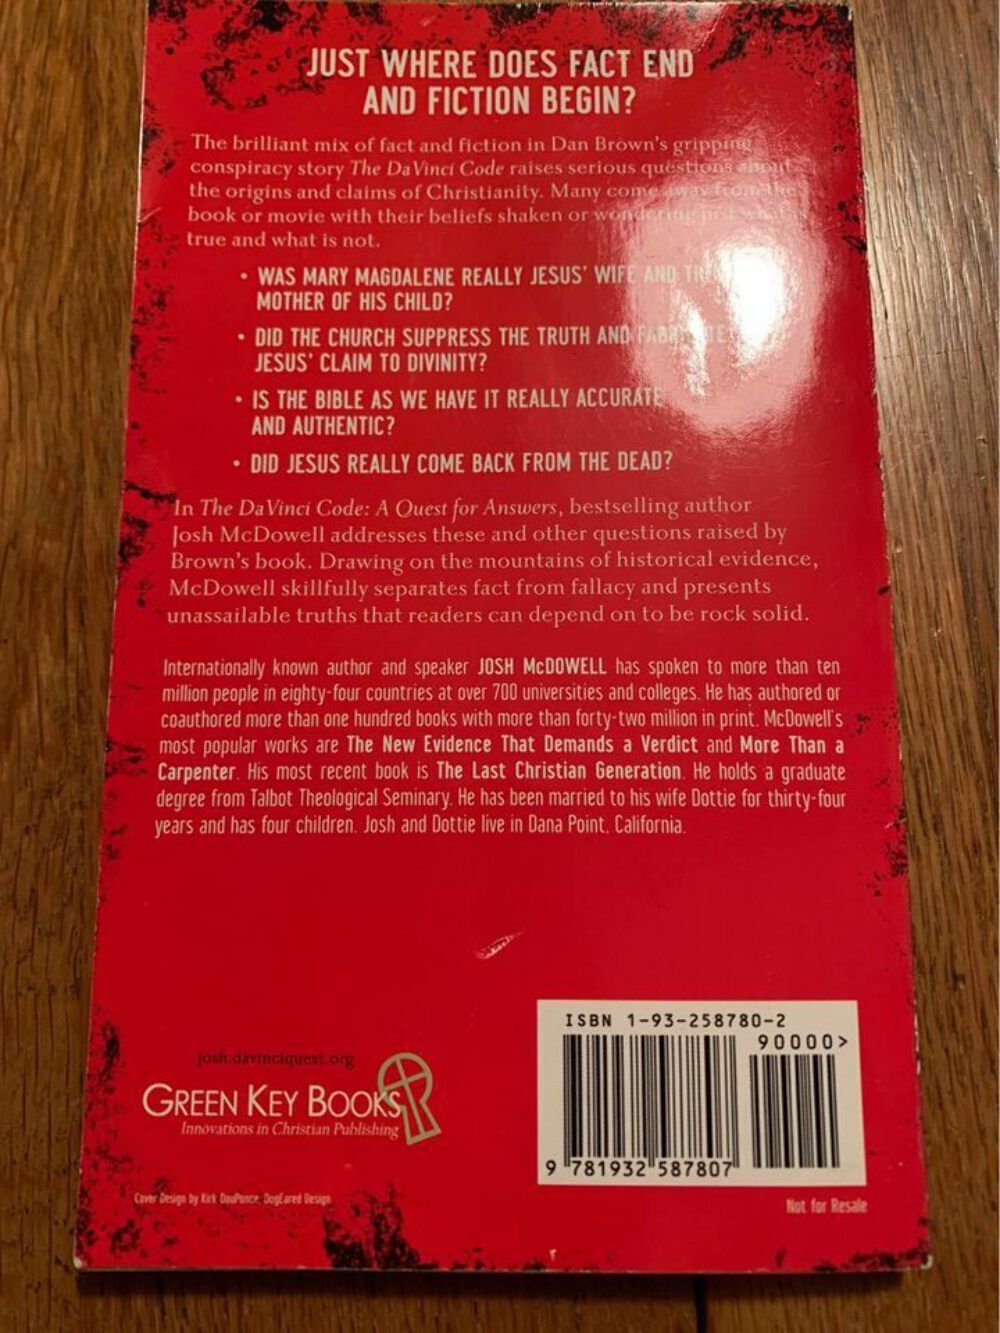 JUST WHERE DOES FACT END
AND FICTION BEGIN?
The brilliant mix of fact and fiction in Dan Brown's gripping
conspiracy story The DaVinci Code raises serious questions about
the origins and claims of Christianity. Many come away from the
book or movie with their beliefs shaken or wondering just what
true and what is not.
• WAS MARY MAGDALENE REALLY JESUS' WIFE AND
MOTHER OF HIS CHILD?
• DID THE CHURCH SUPPRESS THE TRUTH AND
JESUS' CLAIM TO DIVINITY?
• IS THE BIBLE AS WE HAVE IT REALLY ACCURATE
AND AUTHENTIC?
• DID JESUS REALLY COME BACK FROM THE DEAD?
In The DaVinci Code: A Quest for Answers, bestselling author
Josh McDowell addresses these and other questions raised by
Brown's book. Drawing on the mountains of historical evidence,
McDowell skillfully separates fact from fallacy and presents
unassailable truths that readers can depend on to be rock solid.
Internationally known author and speaker JOSH McDOWELL has spoken to more than ten
million people in eighty-four countries at over 700 universities and colleges. He has authored or
coauthored more than one hundred books with more than forty-two million in print. McDowell's
most popular works are The New Evidence That Demands a Verdict and More Than a
Carpenter. His most recent book is The Last Christian Generation. He holds a graduate
degree from Talbot Theological Seminary. He has been married to his wife Dottie for thirty-four
years and has four children. Josh and Dottie live in Dana Point, California.
josh.davinciquest.org
GREEN KEY BOOKS
Innovations in Christian Publishing
Cover Design by Kirk DouPonce, DogEared Design
ISBN 1-93-258780-2
90000>
9 781932 587807
Not for Resale